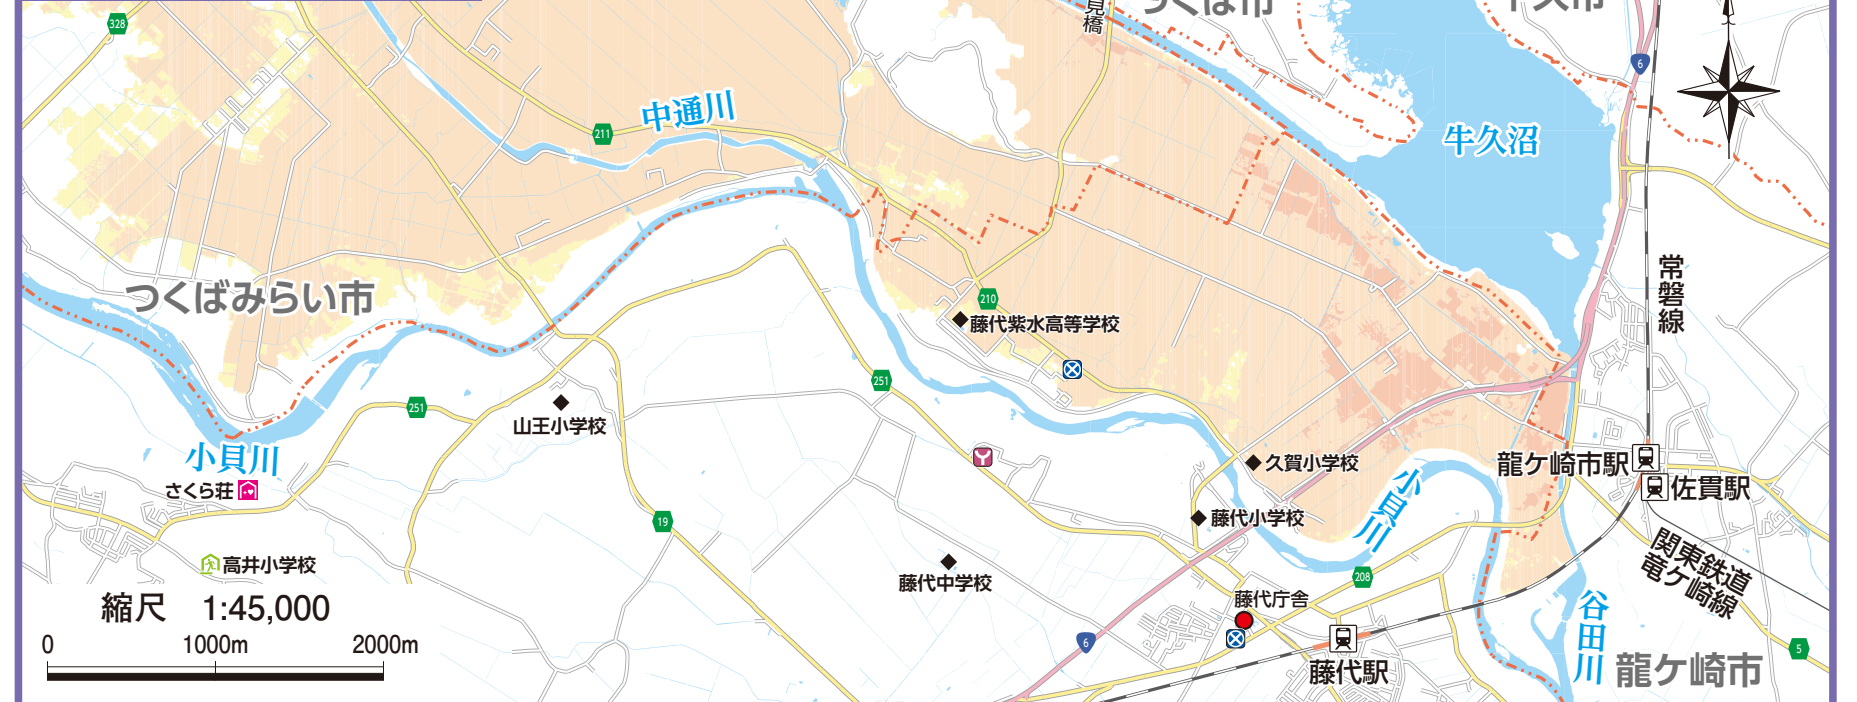 328
見橋
つくば市
6
211
中通川
牛久沼
常磐線
つくばみらい市
210
藤代紫水高等学校
251
251
山王小学校
小貝川
さくら荘
久賀小学校
龍ケ崎市駅
佐貫駅
小貝川
藤代小学校
19
高井小学校
藤代中学校
関東鉄道
竜ケ崎線
208
藤代庁舎
縮尺 1:45,000
0 1000m 2000m
6
藤代駅
谷田川
龍ケ崎市
5